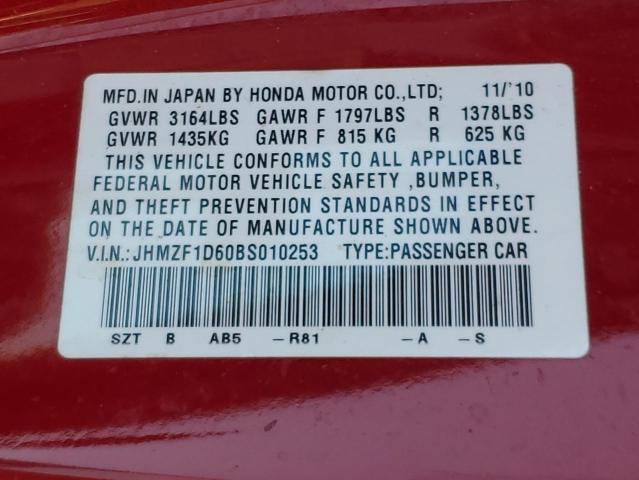 MFD.IN JAPAN BY HONDA MOTOR CO.,LTD; 11/'10
GVWR 3164LBS GAWR F 1797LBS R 1378LBS
GVWR 1435KG GAWR F 815 KG R 625 KG
THIS VEHICLE CONFORMS TO ALL APPLICABLE
FEDERAL MOTOR VEHICLE SAFETY ,BUMPER,
AND THEFT PREVENTION STANDARDS IN EFFECT
ON THE DATE OF MANUFACTURE SHOWN ABOVE.
V.I.N.:JHMZF1D60BS010253 TYPE:PASSENGER CAR
SZT B AB5 -R81 -A -S